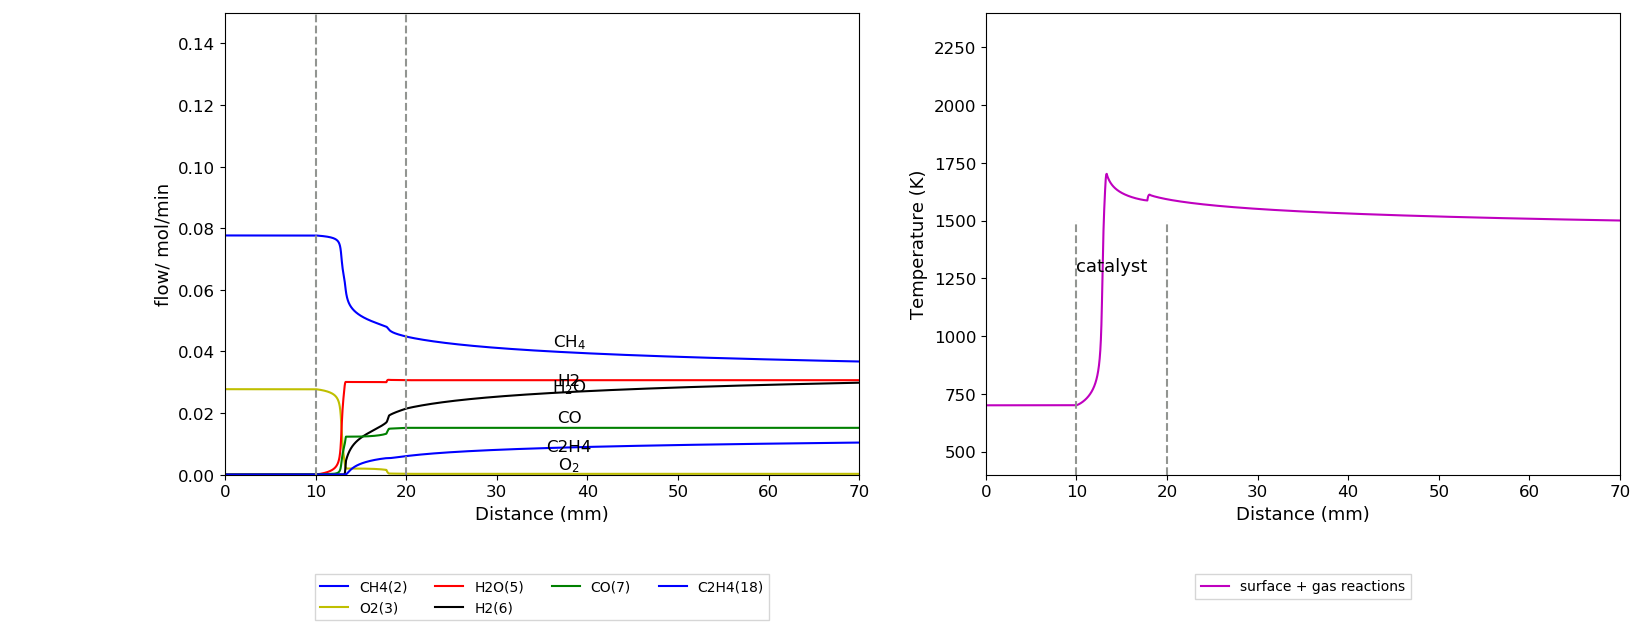 0.14
0.12
0.10
0.08
0.06
0.04
0.02
0.00
flow/ mol/min
CH₄
H2
H₂O
CO
C2H4
O₂
0 10 20 30 40 50 60 70
Distance (mm)
CH4(2) H2O(5) CO(7) C2H4(18)
O2(3) H2(6)
2250
2000
1750
1500
1250
1000
750
500
Temperature (K)
catalyst
0 10 20 30 40 50 60 70
Distance (mm)
surface + gas reactions